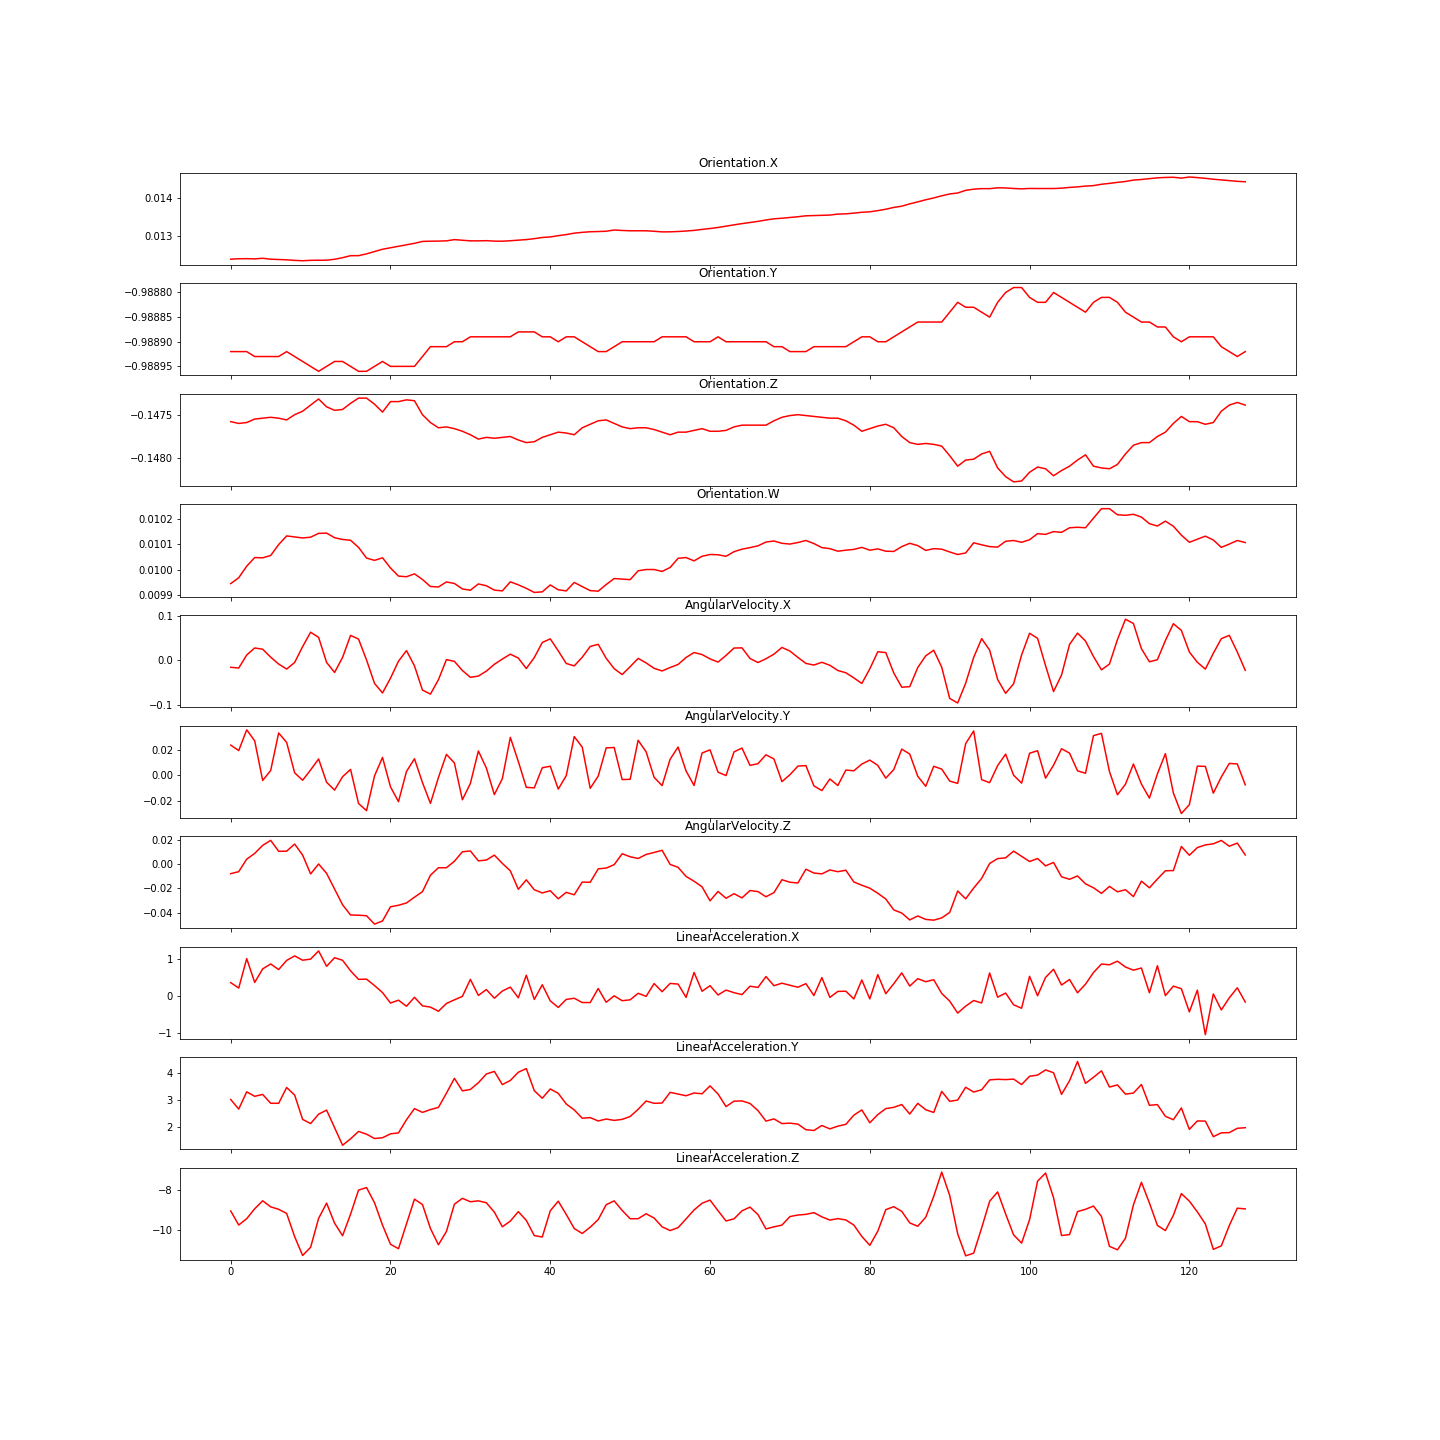 Orientation.X
0.014
0.013
Orientation.Y
−0.98880
−0.98885
−0.98890
−0.98895
Orientation.Z
−0.1475
−0.1480
Orientation.W
0.0102
0.0101
0.0100
0.0099
AngularVelocity.X
0.1
0.0
−0.1
AngularVelocity.Y
0.02
0.00
−0.02
AngularVelocity.Z
0.02
0.00
−0.02
−0.04
LinearAcceleration.X
1
0
−1
LinearAcceleration.Y
4
3
2
LinearAcceleration.Z
−8
−10
0 20 40 60 80 100 120